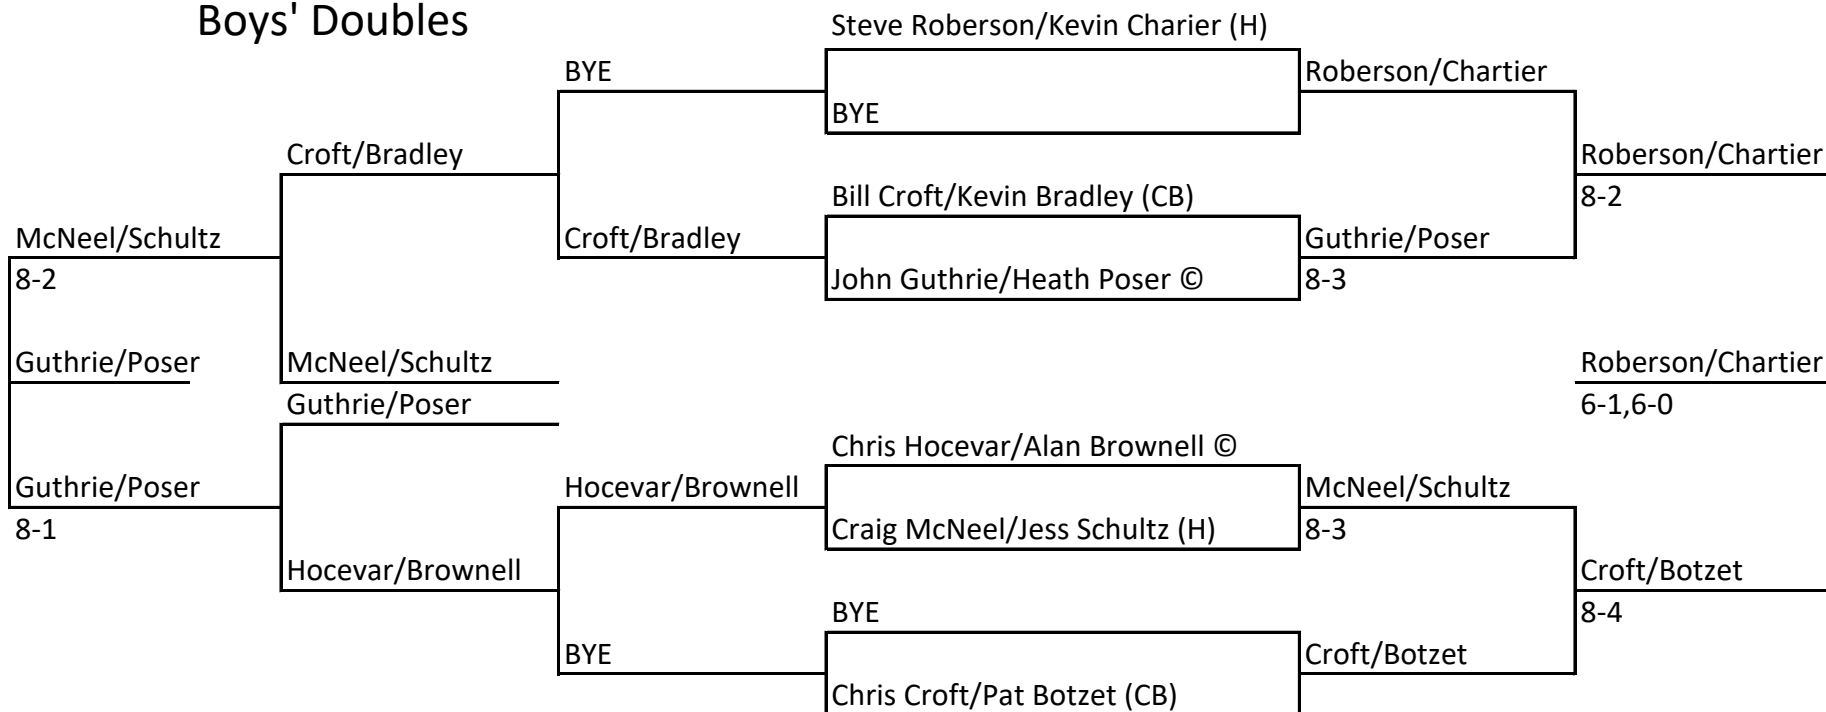 Boys' Doubles
Steve Roberson/Kevin Charier (H)
BYE
Roberson/Chartier
BYE
Croft/Bradley
Roberson/Chartier
Bill Croft/Kevin Bradley (CB)
8-2
McNeel/Schultz
Croft/Bradley
Guthrie/Poser
8-2
John Guthrie/Heath Poser ©
8-3
Guthrie/Poser
McNeel/Schultz
Roberson/Chartier
Guthrie/Poser
6-1,6-0
Chris Hocevar/Alan Brownell ©
Guthrie/Poser
Hocevar/Brownell
McNeel/Schultz
8-1
Craig McNeel/Jess Schultz (H)
8-3
Hocevar/Brownell
Croft/Botzet
BYE
8-4
BYE
Croft/Botzet
Chris Croft/Pat Botzet (CB)